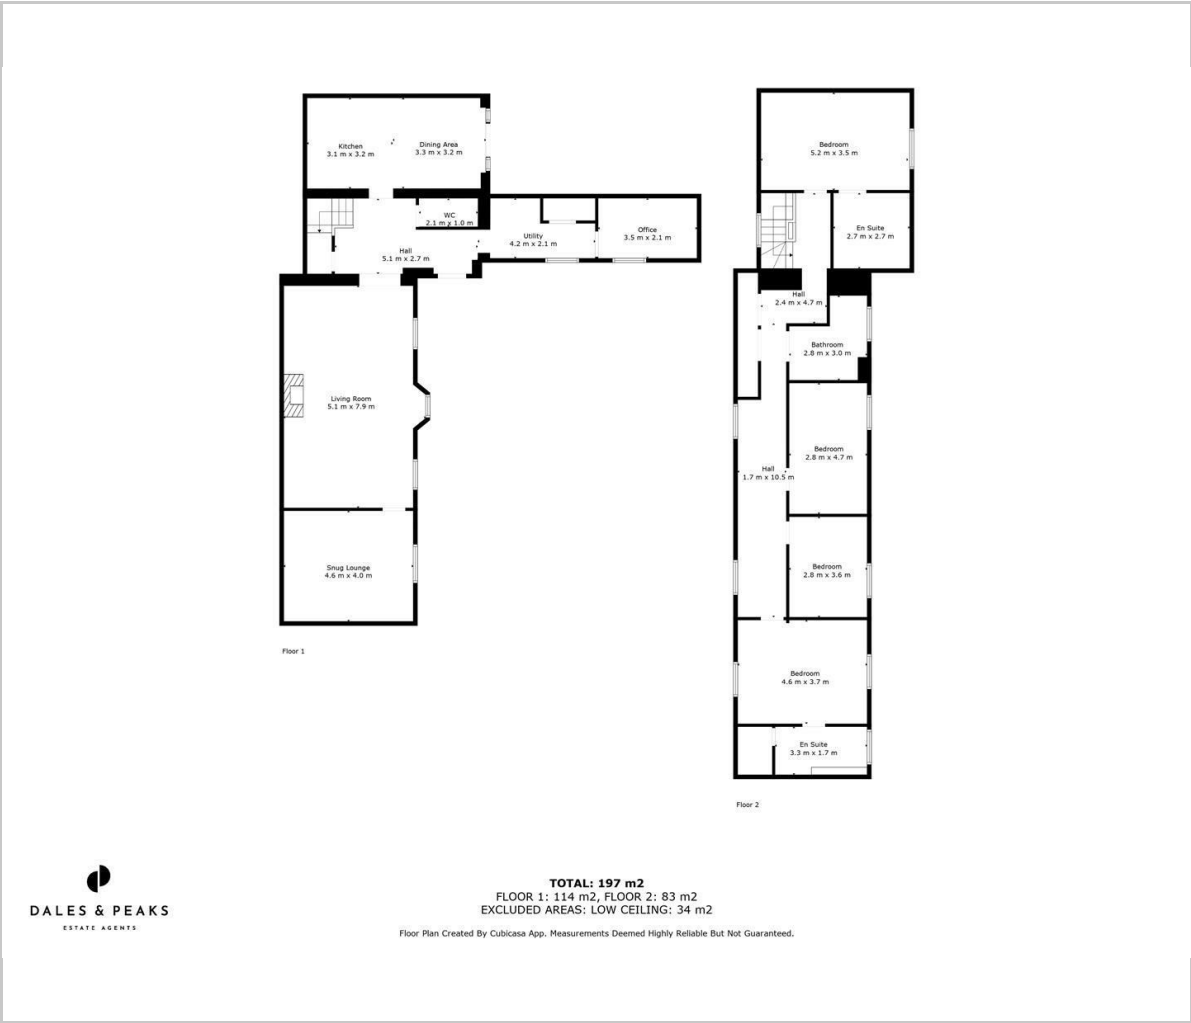 Kitchen
3.1 m x 3.2 m
Dining Area
3.3 m x 3.2 m
WC
2.1 m x 1.0 m
Utility
4.2 m x 2.1 m
Office
3.5 m x 2.1 m
Hall
5.1 m x 2.7 m
Living Room
5.1 m x 7.9 m
Snug Lounge
4.6 m x 4.0 m
Floor 1
Bedroom
5.2 m x 3.5 m
En Suite
2.7 m x 2.7 m
Hall
2.4 m x 4.7 m
Bathroom
2.8 m x 3.0 m
Bedroom
2.8 m x 4.7 m
Hall
1.7 m x 10.5 m
Bedroom
2.8 m x 3.6 m
Bedroom
4.6 m x 3.7 m
En Suite
3.3 m x 1.7 m
Floor 2
DALES & PEAKS
ESTATE AGENTS
TOTAL: 197 m2
FLOOR 1: 114 m2, FLOOR 2: 83 m2
EXCLUDED AREAS: LOW CEILING: 34 m2
Floor Plan Created By Cubicasa App. Measurements Deemed Highly Reliable But Not Guaranteed.